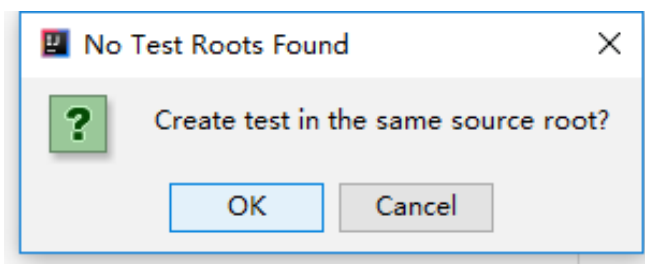 No Test Roots Found
Create test in the same source root?
OK
Cancel